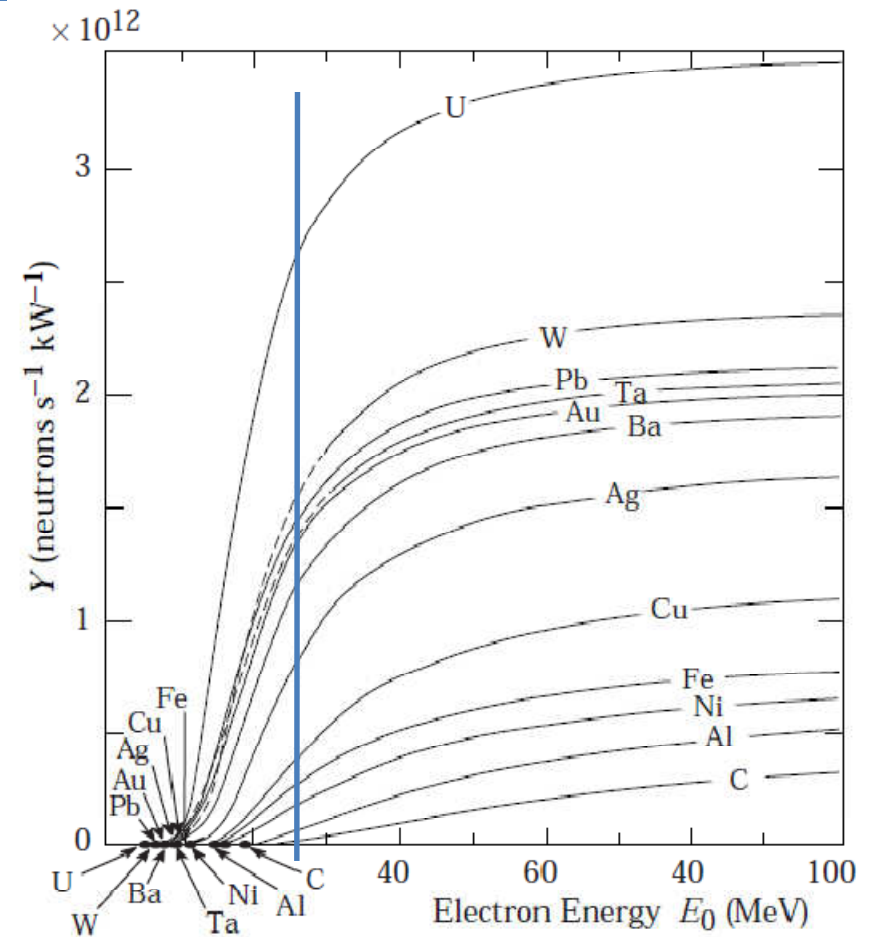 × 10¹²
U
3
W
Pb
Ta
2
Au
Ba
Ag
Y (neutrons s⁻¹ kW⁻¹)
1
Cu
Fe
Fe
Ni
Cu
Al
Ag
Au
C
Pb
0
40
60
40
100
U
C
Ba
Ni
Al
W
Ta
Electron Energy E₀ (MeV)